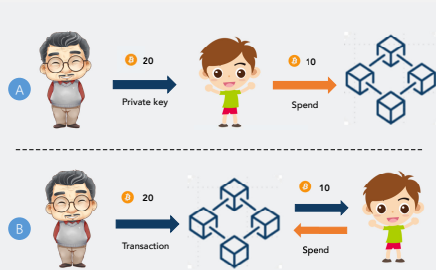 20
10
A
Private key
Spend
20
10
B
Transaction
Spend